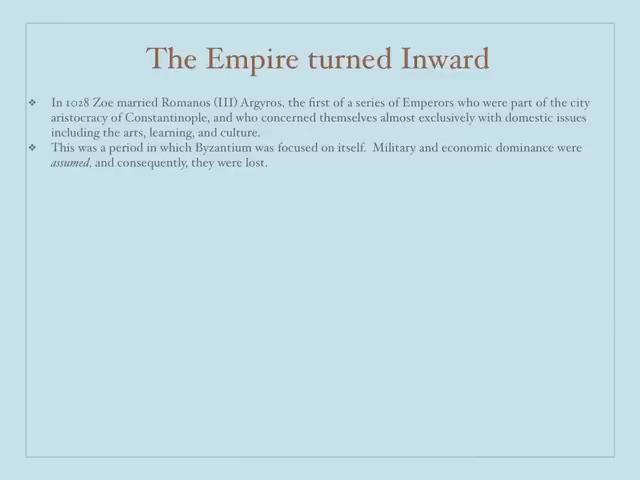 The Empire turned Inward
❖ In 1028 Zoe married Romanos (III) Argyros, the first of a series of Emperors who were part of the city
aristocracy of Constantinople, and who concerned themselves almost exclusively with domestic issues
including the arts, learning, and culture.
❖ This was a period in which Byzantium was focused on itself.  Military and economic dominance were
assumed, and consequently, they were lost.